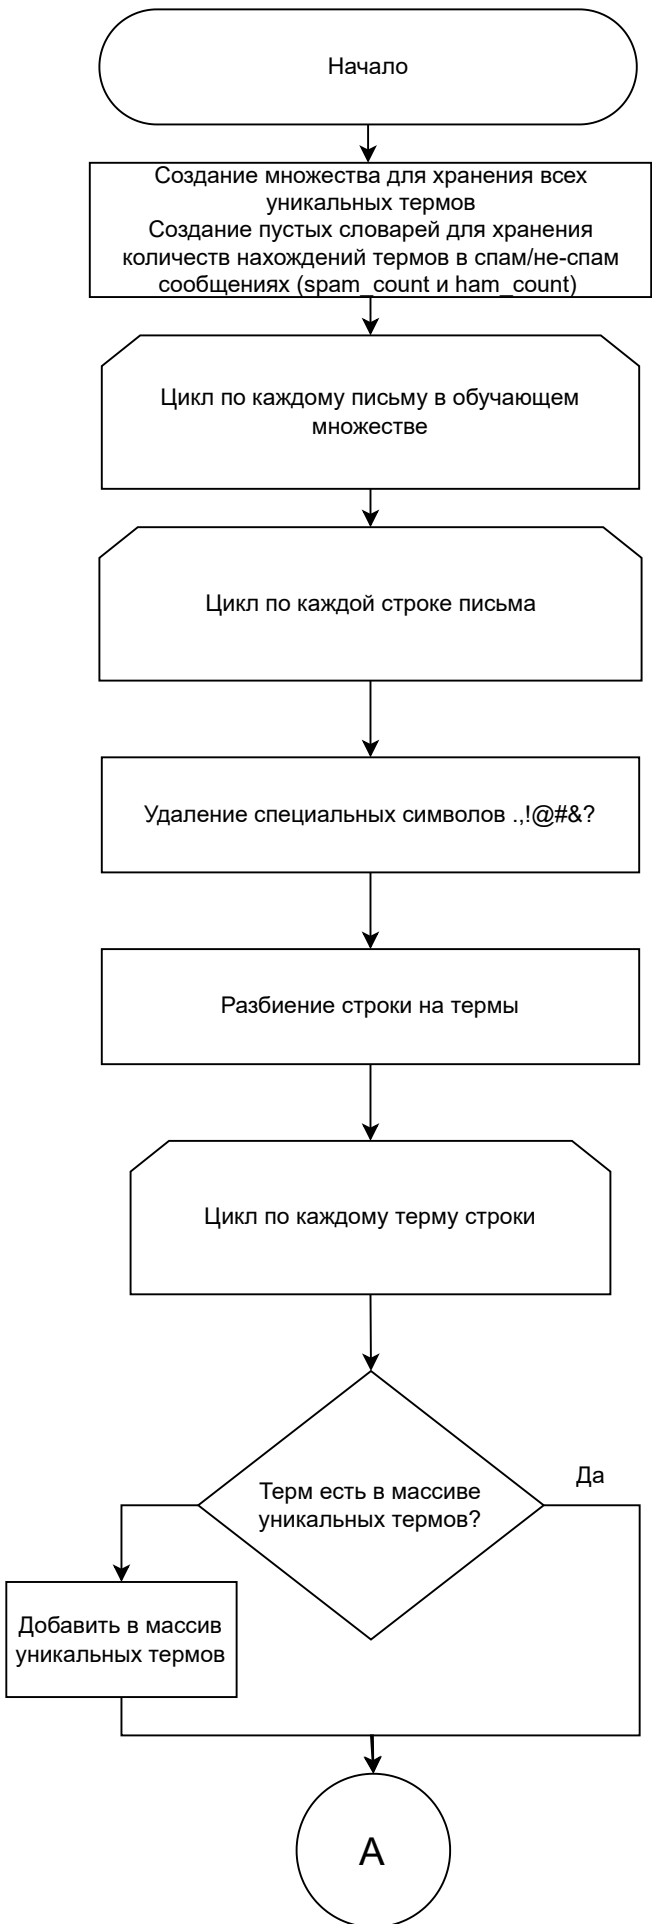 Начало
Создание множества для хранения всех
уникальных термов
Создание пустых словарей для хранения
количеств нахождений термов в спам/не-спам
сообщениях (spam_count и ham_count)
Цикл по каждому письму в обучающем
множестве
Цикл по каждой строке письма
Удаление специальных символов .,!@#&?
Разбиение строки на термы
Цикл по каждому терму строки
Да
Терм есть в массиве
уникальных термов?
Добавить в массив
уникальных термов
А